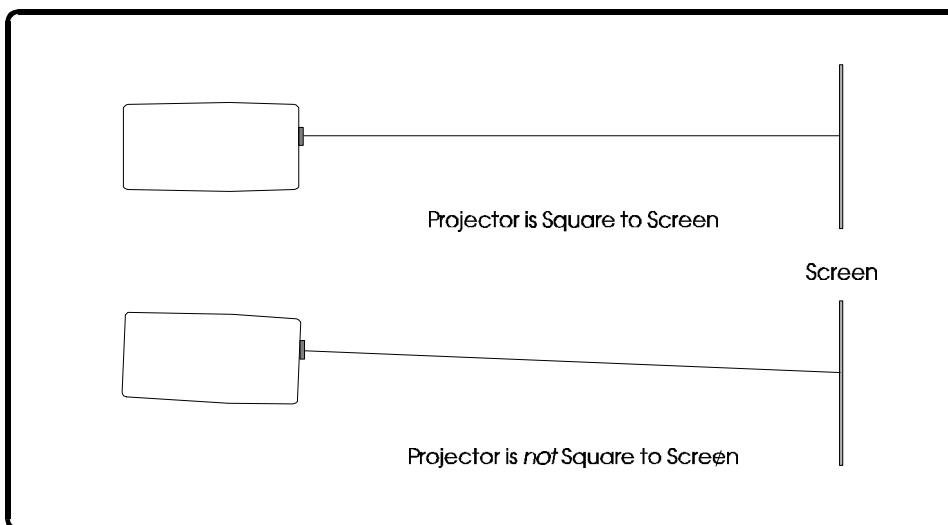 Projector is Square to Screen
Screen
Projector is not Square to Screen